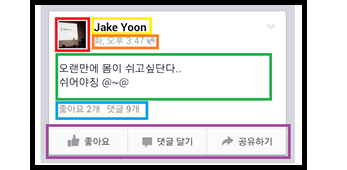 Jake Yoon
화, 오후 3:47
오랜만에 몸이 쉬고싶단다..
쉬어야징 @~@
좋아요 2개 댓글 9개
좋아요 댓글 달기 공유하기